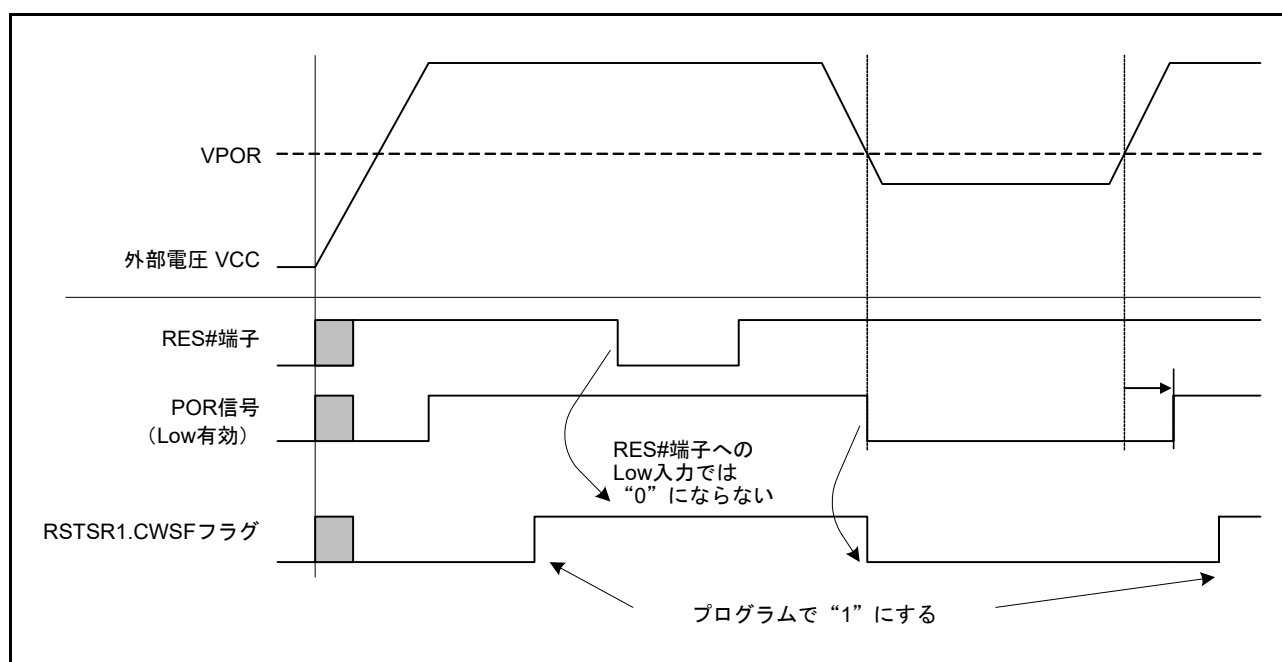 VPOR
外部電圧 VCC
RES#端子
POR信号
（Low有効）
RES#端子への
Low入力では
“0”にならない
RSTSR1.CWSFフラグ
プログラムで“1”にする